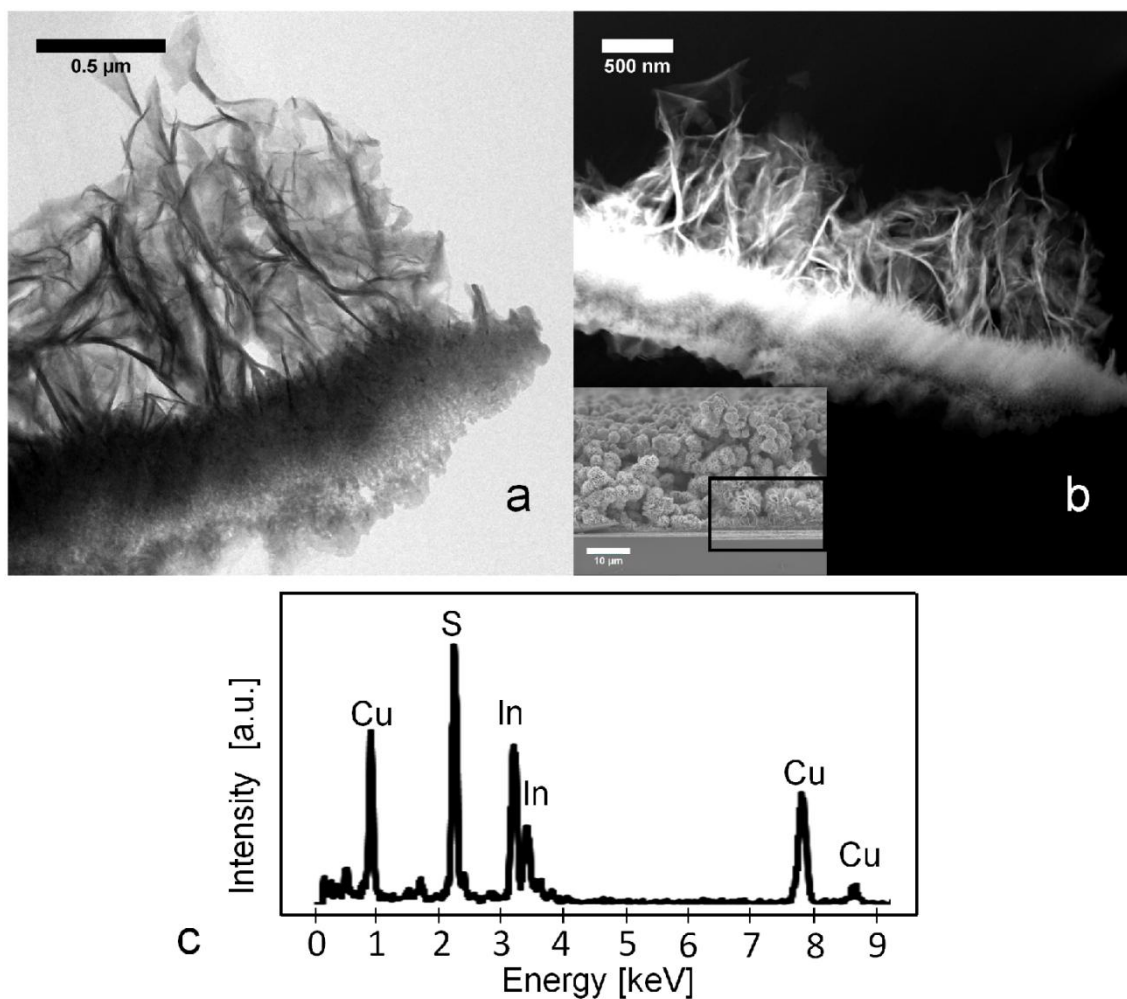 0.5 µm
500 nm
a
b
10 µm
S
Cu
In
In
Cu
Cu
Intensity [a.u.]
c
0 1 2 3 4 5 6 7 8 9
Energy [keV]